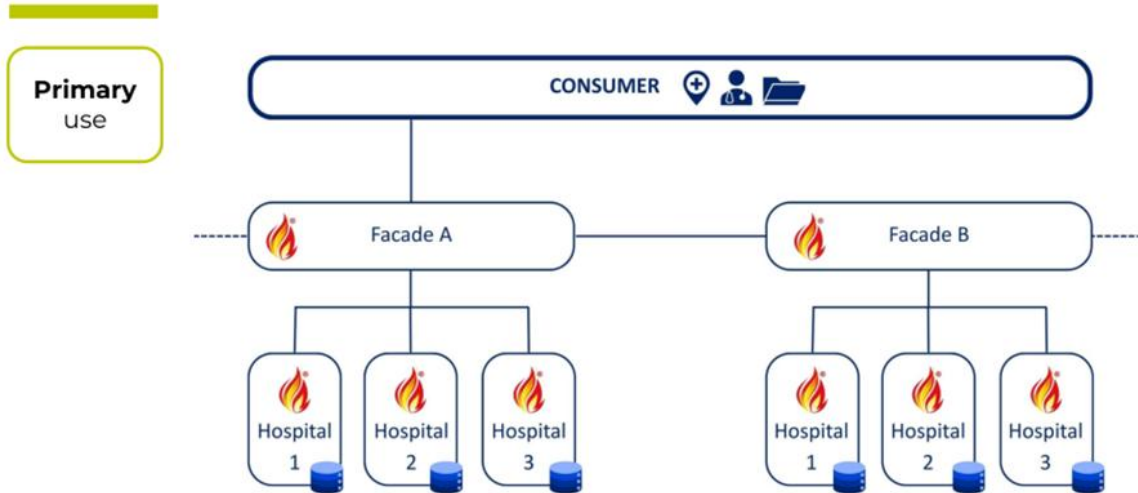 Primary
use
CONSUMER
Facade A
Facade B
Hospital
1
Hospital
2
Hospital
3
Hospital
1
Hospital
2
Hospital
3